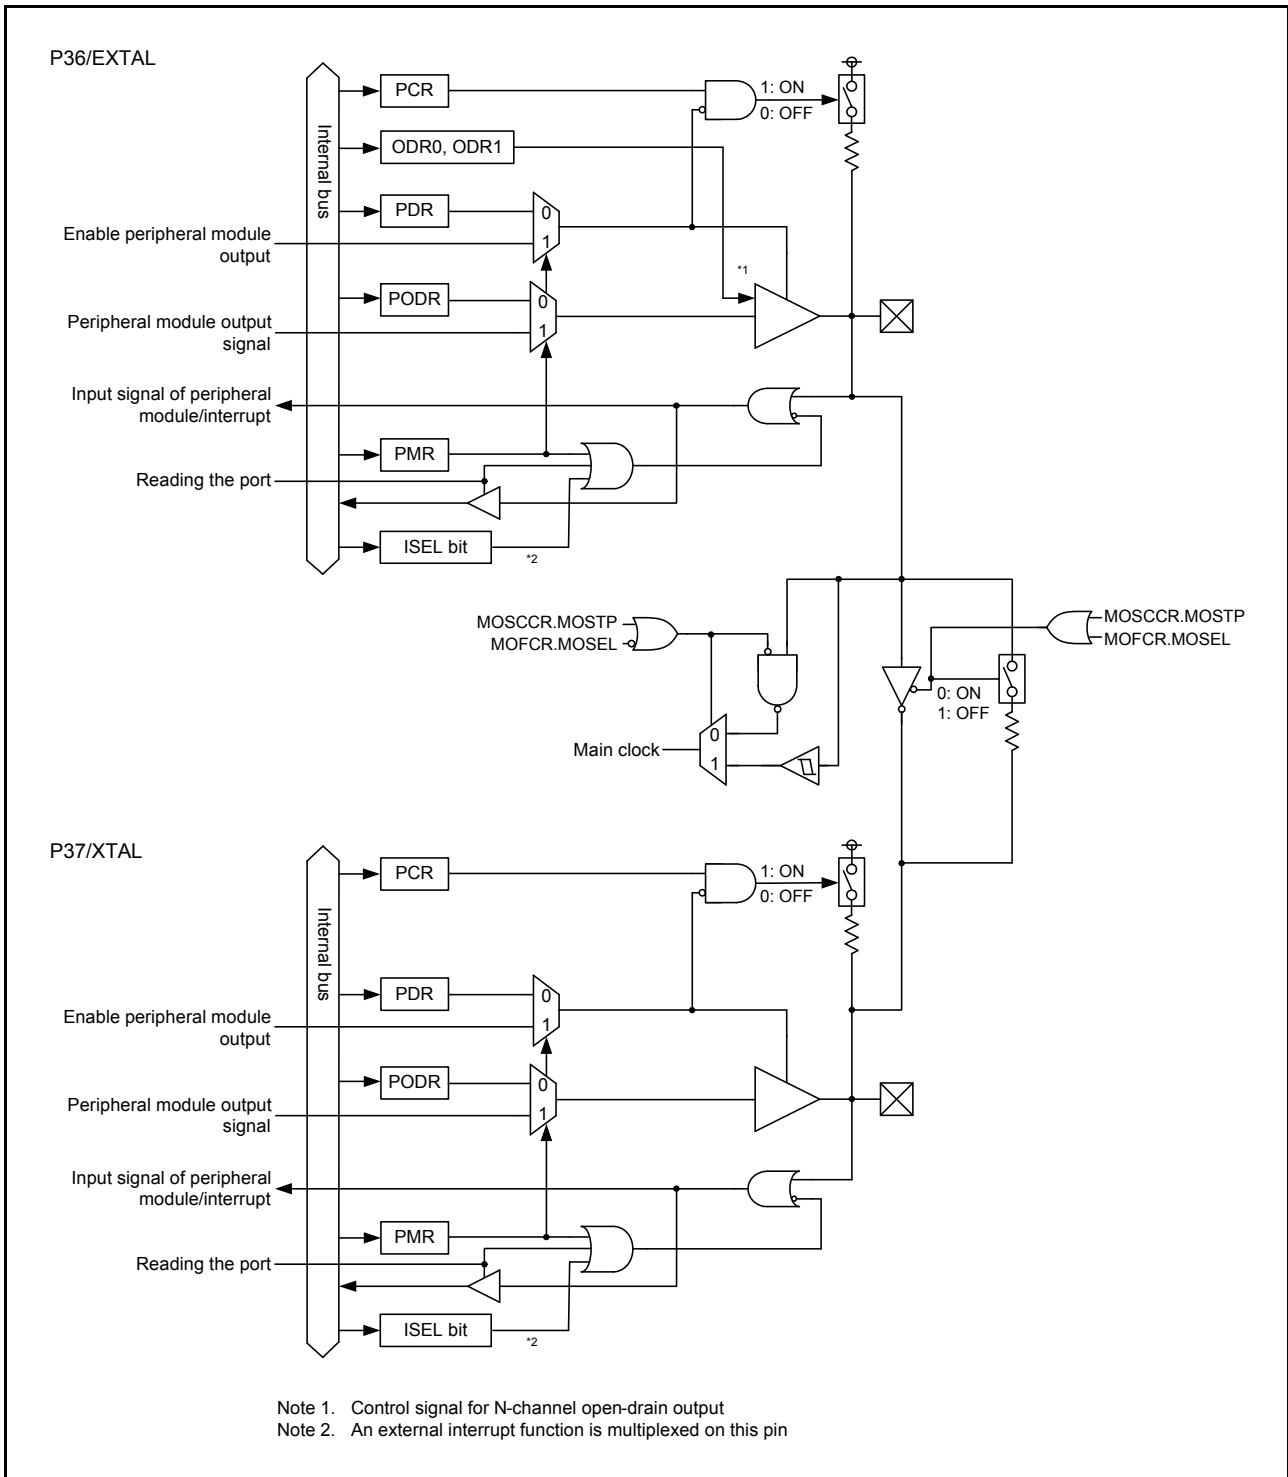 P36/EXTAL
PCR
1: ON
0: OFF
Internal bus
ODR0, ODR1
PDR
0
Enable peripheral module
output
1
*1
PODR
0
Peripheral module output
signal
1
Input signal of peripheral
module/interrupt
PMR
Reading the port
ISEL bit
*2
MOSCCR.MOSTP
MOFCR.MOSEL
MOSCCR.MOSTP
MOFCR.MOSEL
0: ON
1: OFF
0
Main clock
1
P37/XTAL
PCR
1: ON
0: OFF
Internal bus
PDR
0
Enable peripheral module
output
1
PODR
0
Peripheral module output
signal
1
Input signal of peripheral
module/interrupt
PMR
Reading the port
ISEL bit
*2
Note 1. Control signal for N-channel open-drain output
Note 2. An external interrupt function is multiplexed on this pin